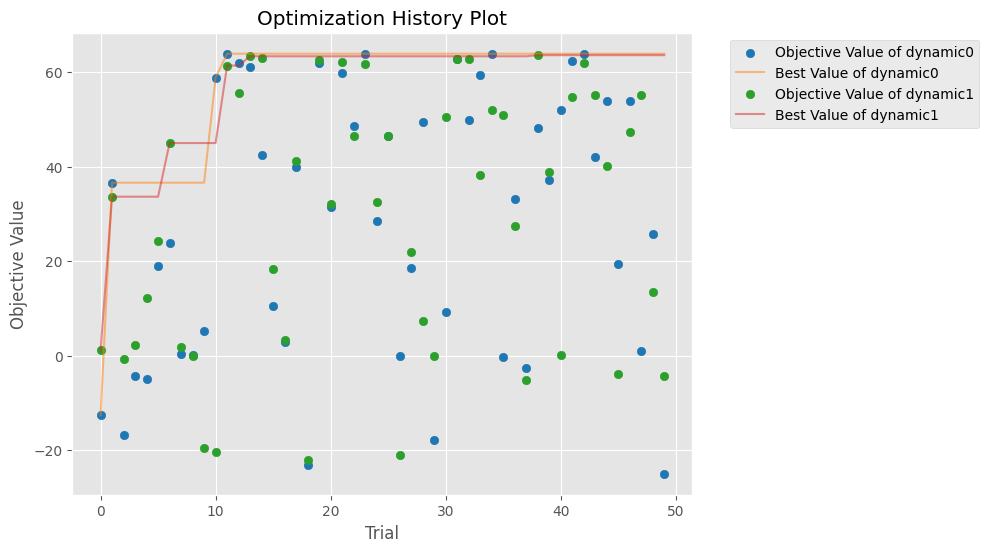 Optimization History Plot
Objective Value
60
40
20
0
−20
0
10
20
30
40
50
Trial
Objective Value of dynamic0
Best Value of dynamic0
Objective Value of dynamic1
Best Value of dynamic1